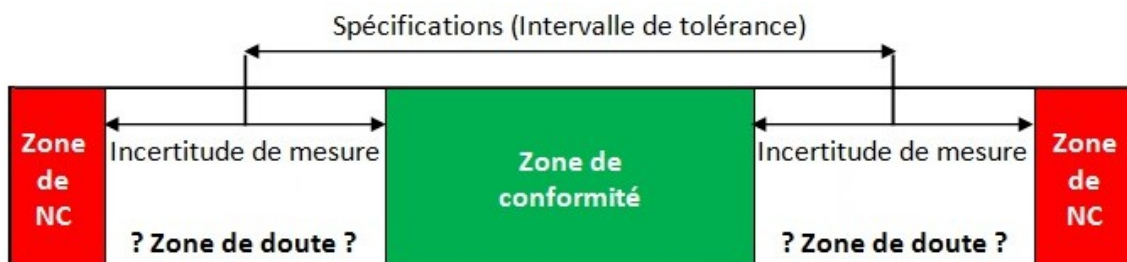 Spécifications (Intervalle de tolérance)
Zone
de
NC
Incertitude de mesure
? Zone de doute ?
Zone de
conformité
Incertitude de mesure
? Zone de doute ?
Zone
de
NC